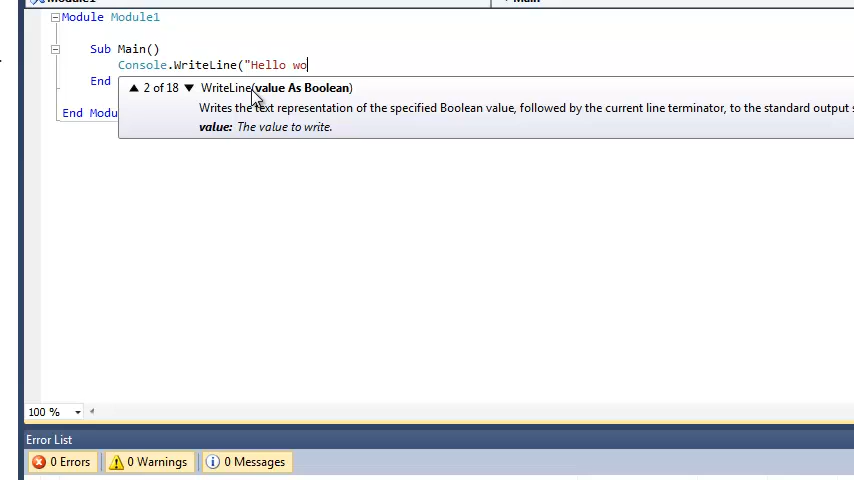 Module Module1
Sub Main()
Console.WriteLine("Hello wo
End
2 of 18 WriteLine(value As Boolean)
Writes the text representation of the specified Boolean value, followed by the current line terminator, to the standard output
value: The value to write.
End Modu
100 %
Error List
0 Errors 0 Warnings 0 Messages